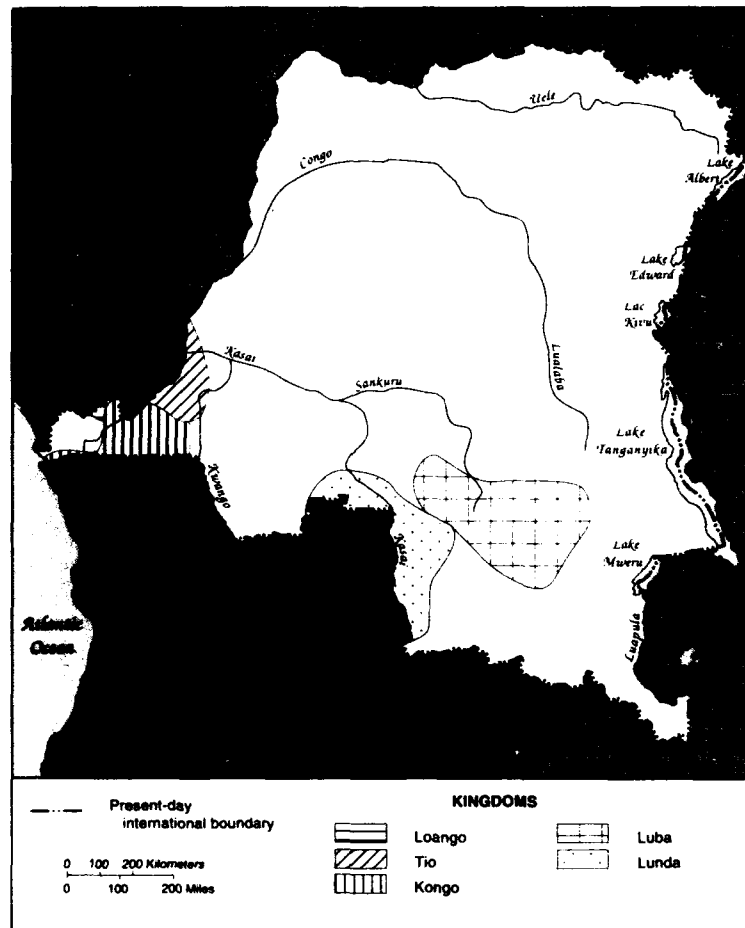 Uele
Congo
Lake
Albert
Lake
Edward
Lac
Kivu
Kasai
Sankuru
Lualaba
Lake
Tanganyika
Kwango
Kasai
Lake
Mweru
Luapula
Atlantic
Ocean
Present-day
international boundary
0 100 200 Kilometers
0 100 200 Miles
KINGDOMS
Loango
Tio
Kongo
Luba
Lunda